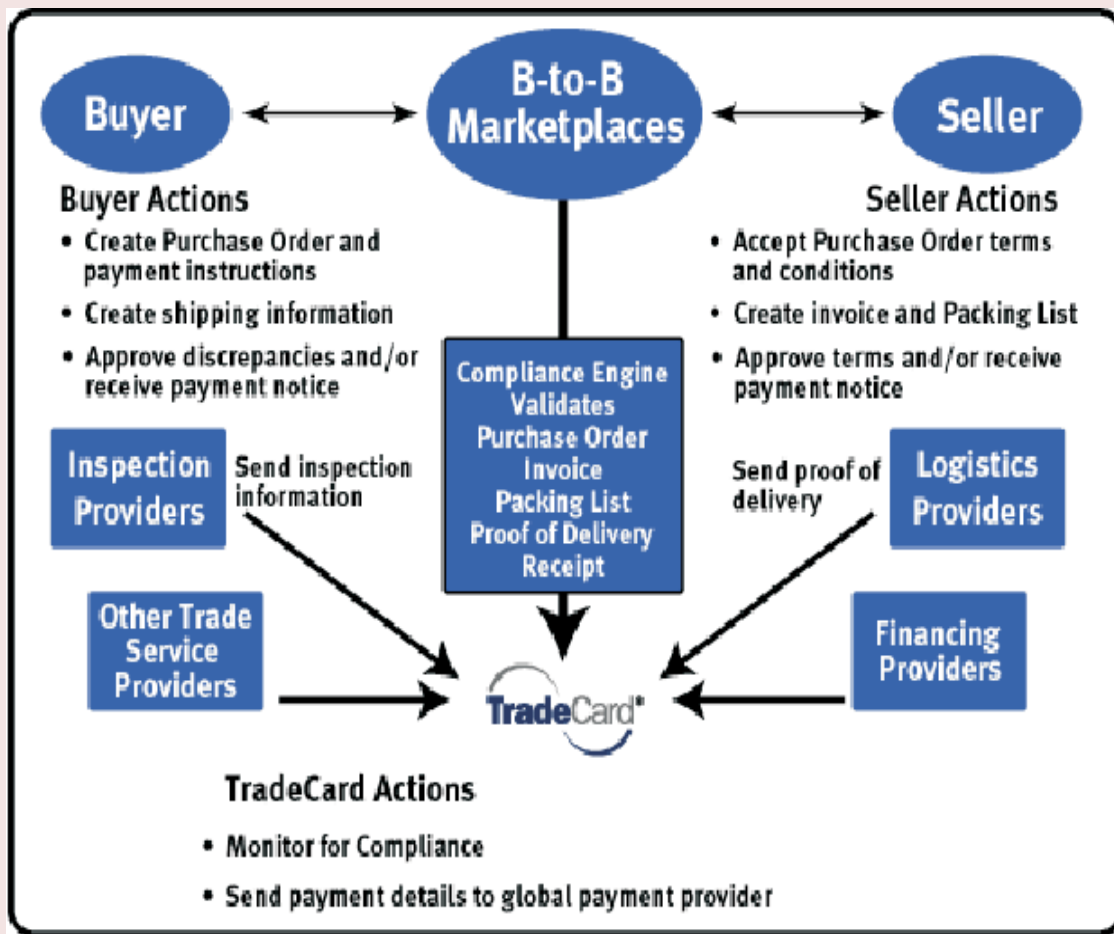 Buyer
B-to-B
Marketplaces
Seller
Buyer Actions
• Create Purchase Order and
payment instructions
• Create shipping information
• Approve discrepancies and/or
receive payment notice
Seller Actions
• Accept Purchase Order terms
and conditions
• Create invoice and Packing List
• Approve terms and/or receive
payment notice
Compliance Engine
Validates
Purchase Order
Invoice
Packing List
Proof of Delivery
Receipt
Inspection
Providers
Send inspection
information
Send proof of
delivery
Logistics
Providers
Other Trade
Service
Providers
Financing
Providers
TradeCard
TradeCard Actions
• Monitor for Compliance
• Send payment details to global payment provider